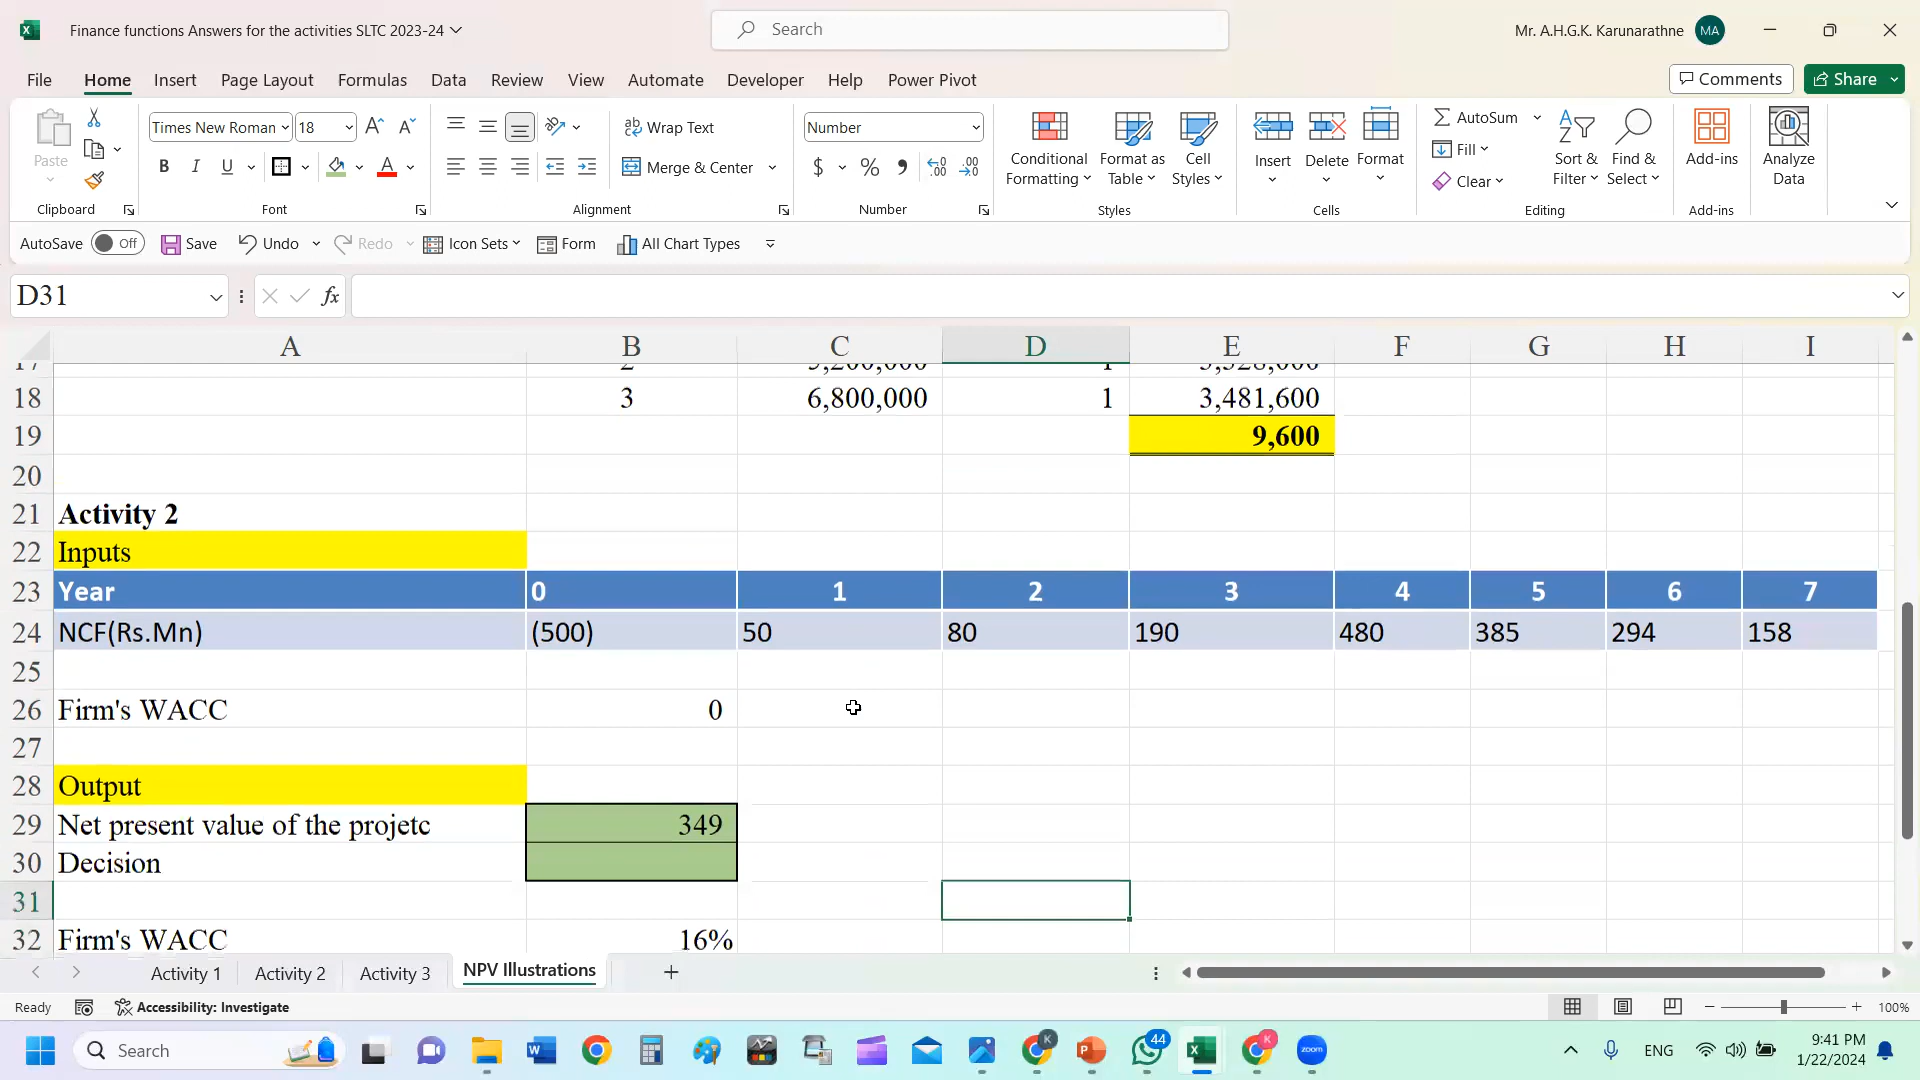 Finance functions Answers for the activities SLTC 2023-24
Search
Mr. A.H.G.K. Karunarathne
MA
File Home Insert Page Layout Formulas Data Review View Automate Developer Help Power Pivot
Comments
Share
Paste
Clipboard
Times New Roman
18
B I U
Font
Wrap Text
Merge & Center
Alignment
Number
$ %
Number
Conditional Formatting
Format as Table
Cell Styles
Styles
Insert
Delete
Format
Cells
AutoSum
Fill
Clear
Sort & Filter
Find & Select
Editing
Add-ins
Add-ins
Analyze Data
AutoSave Off Save Undo Redo Icon Sets Form All Chart Types
D31
fx
A B C D E F G H I
18 3 6,800,000 1 3,481,600
19 9,600
20
21 Activity 2
22 Inputs
23 Year 0 1 2 3 4 5 6 7
24 NCF(Rs.Mn) (500) 50 80 190 480 385 294 158
25
26 Firm's WACC 0
27
28 Output
29 Net present value of the projetc 349
30 Decision
31
32 Firm's WACC 16%
Activity 1 Activity 2 Activity 3 NPV Illustrations
Ready Accessibility: Investigate 100%
Search
44
zoom
ENG
9:41 PM
1/22/2024